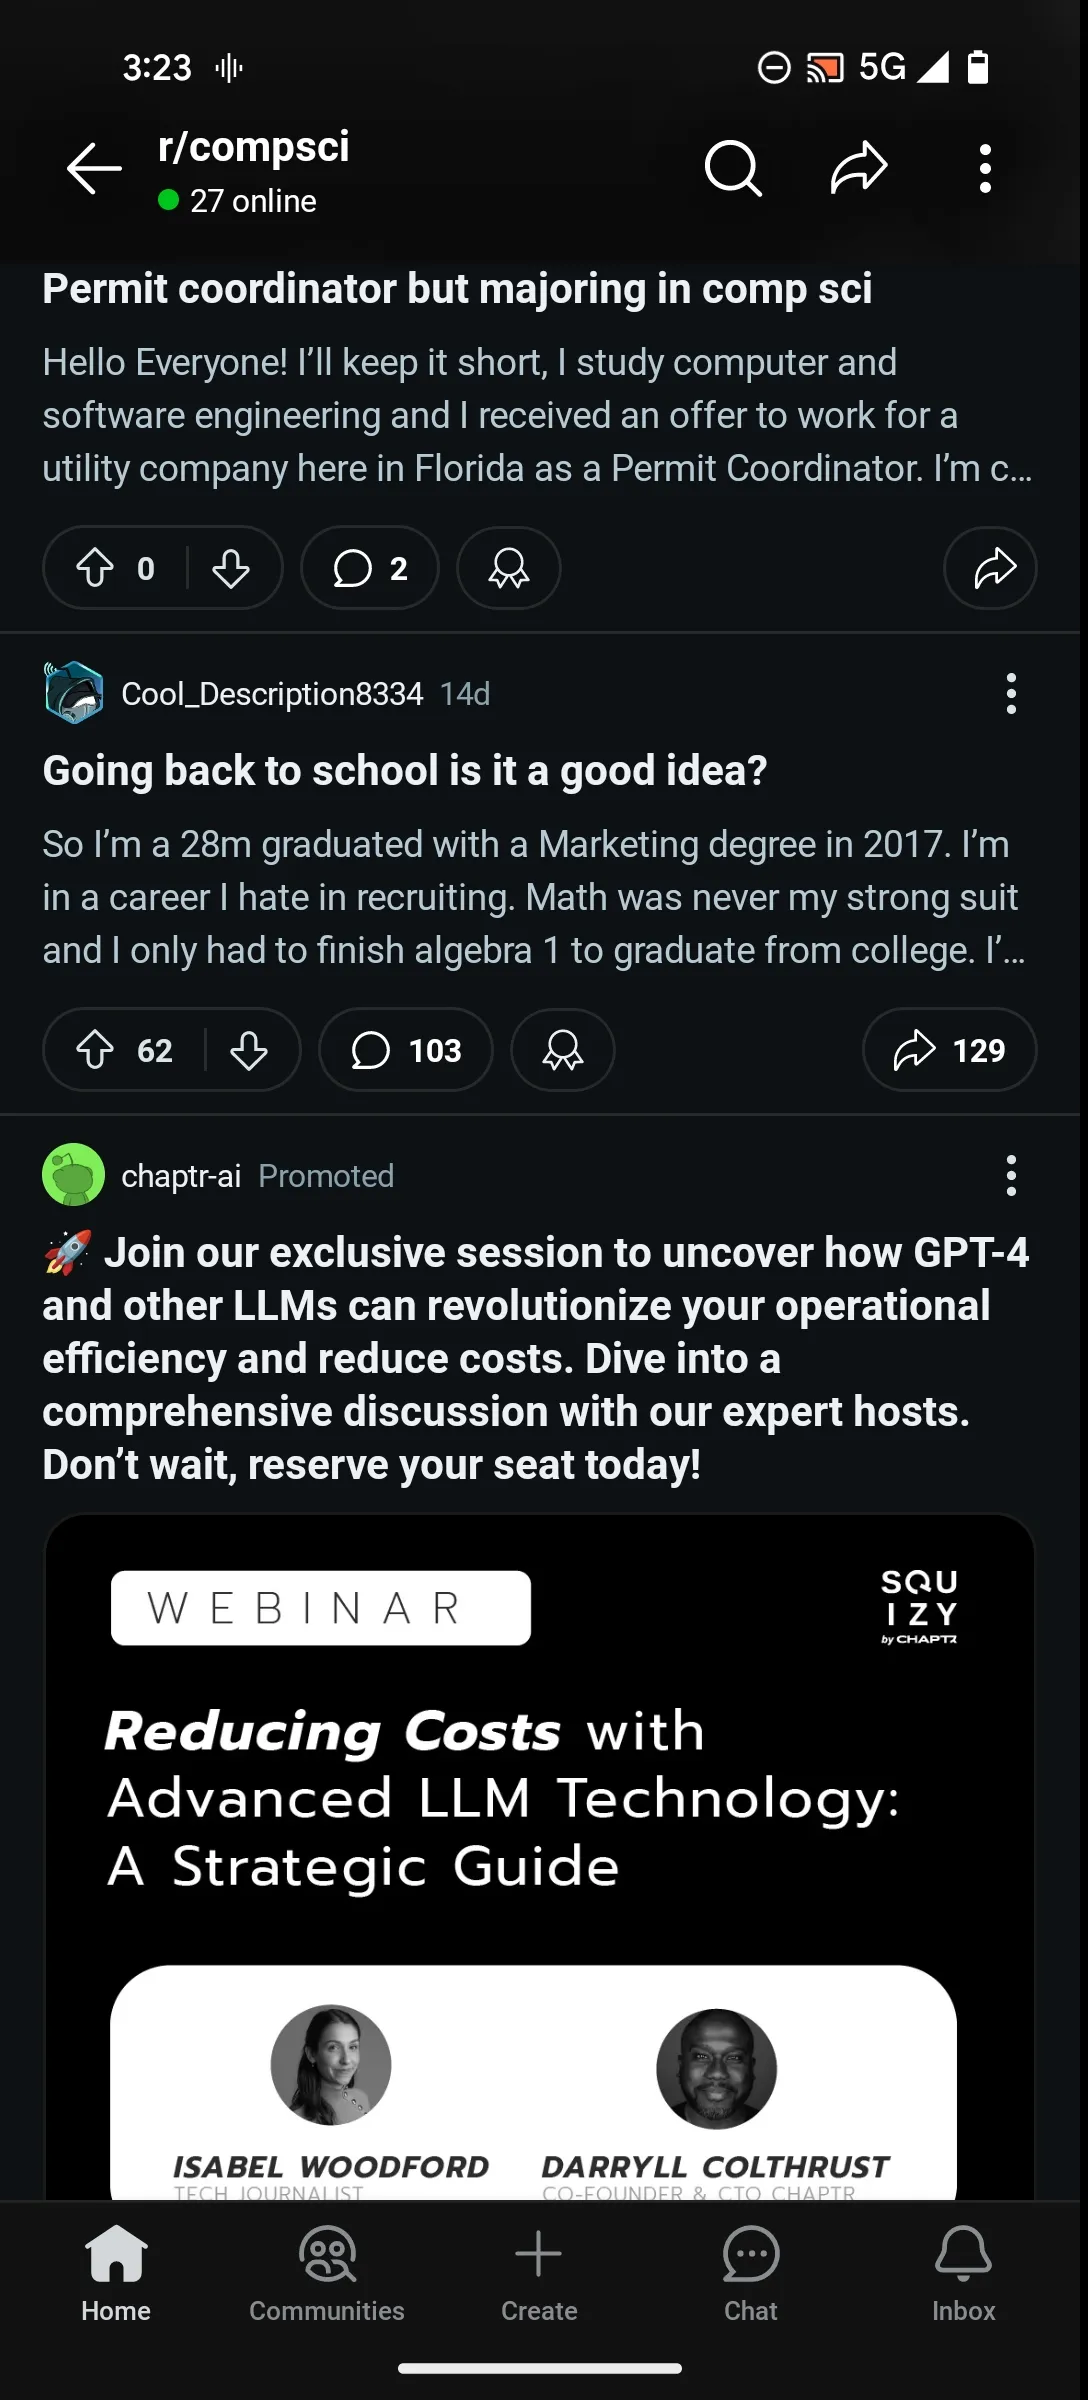 3:23
5G
r/compsci
27 online
Permit coordinator but majoring in comp sci
Hello Everyone! I’ll keep it short, I study computer and
software engineering and I received an offer to work for a
utility company here in Florida as a Permit Coordinator. I’m c...
0
2
Cool_Description8334 14d
Going back to school is it a good idea?
So I’m a 28m graduated with a Marketing degree in 2017. I’m
in a career I hate in recruiting. Math was never my strong suit
and I only had to finish algebra 1 to graduate from college. I’...
62
103
129
chaptr-ai Promoted
🚀 Join our exclusive session to uncover how GPT-4
and other LLMs can revolutionize your operational
efficiency and reduce costs. Dive into a
comprehensive discussion with our expert hosts.
Don’t wait, reserve your seat today!
WEBINAR
SQU
IZY
by CHAPTR
Reducing Costs with
Advanced LLM Technology:
A Strategic Guide
ISABEL WOODFORD
TECH JOURNALIST
DARRYLL COLTHRUST
CO-FOUNDER & CTO CHAPTR
Home
Communities
Create
Chat
Inbox